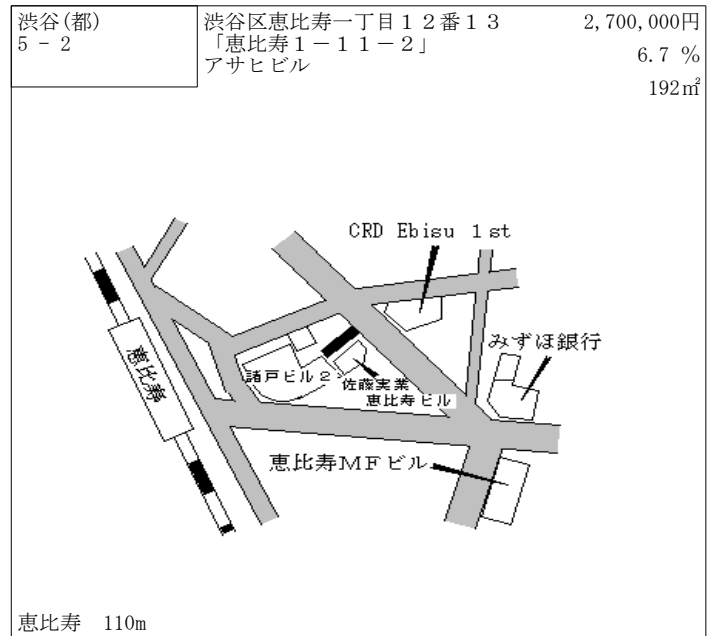 渋谷(都)
5 - 2
渋谷区恵比寿一丁目１２番１３
「恵比寿１－１１－２」
アサヒビル
2,700,000円
6.7 %
192㎡
CRD Ebisu 1st
みずほ銀行
恵比寿
諸戸ビル２
佐藤実業
恵比寿ビル
恵比寿ＭＦビル
恵比寿　110m